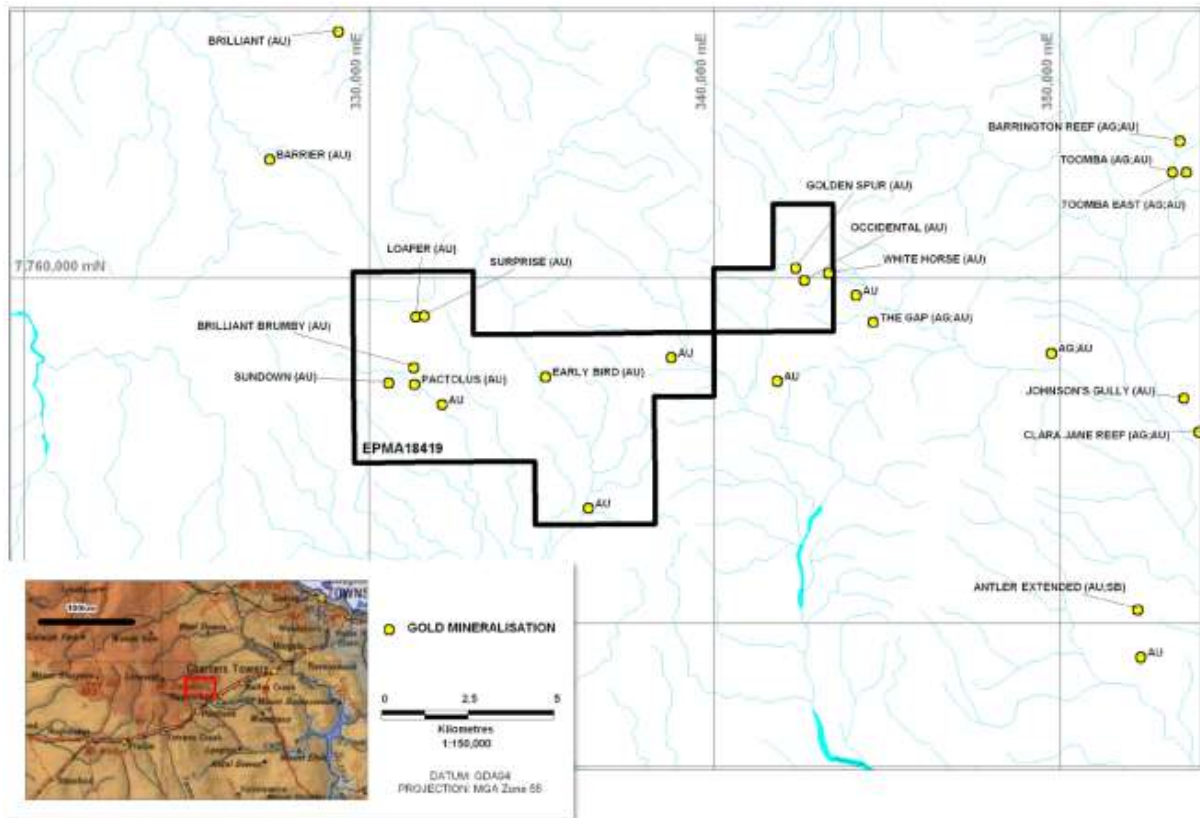 BRILLIANT (AU)
330,000 mE
340,000 mE
350,000 mE
BARRIER (AU)
BARRINGTON REEF (AG;AU)
TOOMBA (AG;AU)
TOOMBA EAST (AG;AU)
GOLDEN SPUR (AU)
OCCIDENTAL (AU)
WHITE HORSE (AU)
LOAFER (AU)
SURPRISE (AU)
7,760,000 mN
AU
THE GAP (AG;AU)
BRILLIANT BRUMBY (AU)
SUNDOWN (AU)
PACTOLUS (AU)
AU
EARLY BIRD (AU)
AU
AU
AG;AU
JOHNSON'S GULLY (AU)
CLARA JANE REEF (AG;AU)
EPMA18419
AU
ANTLER EXTENDED (AU;SB)
AU
GOLD MINERALISATION
0 2.5 5
Kilometres
1:150,000
DATUM: GDA94
PROJECTION: MGA Zone 55
100km
TOWNS
Charters Towers
Torrens Creek